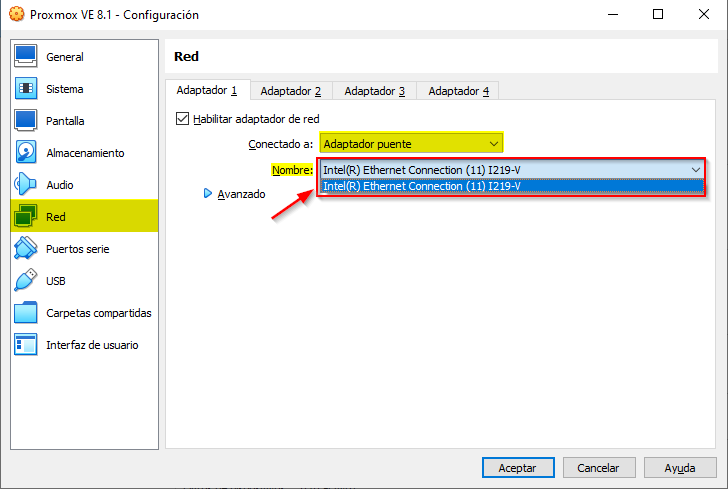 Proxmox VE 8.1 - Configuración
General
Sistema
Pantalla
Almacenamiento
Audio
Red
Puertos serie
USB
Carpetas compartidas
Interfaz de usuario
Red
Adaptador 1 Adaptador 2 Adaptador 3 Adaptador 4
Habilitar adaptador de red
Conectado a: Adaptador puente
Nombre: Intel(R) Ethernet Connection (11) I219-V
Intel(R) Ethernet Connection (11) I219-V
Avanzado
Aceptar Cancelar Ayuda